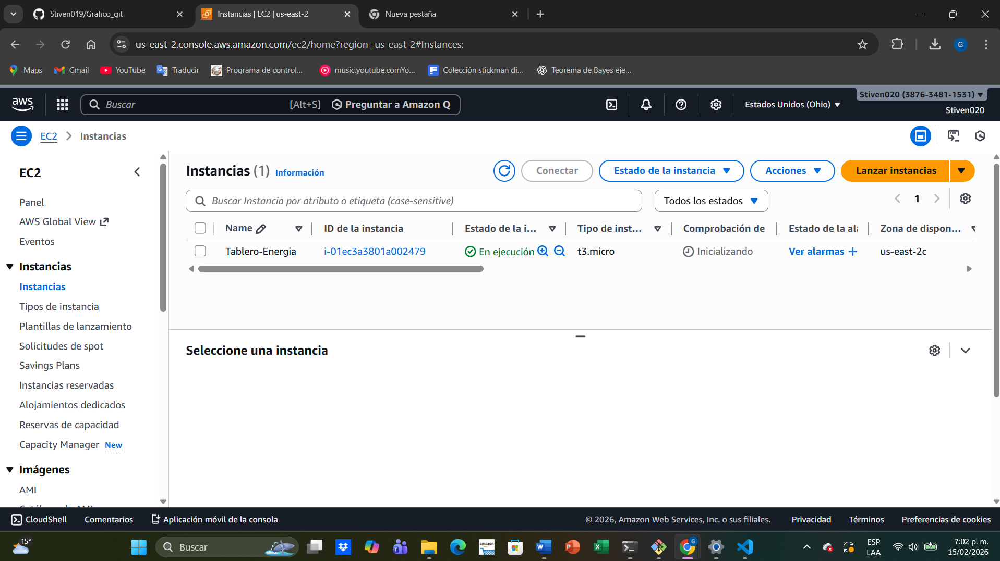 Stiven019/Grafico_git
Instancias | EC2 | us-east-2
Nueva pestaña
us-east-2.console.aws.amazon.com/ec2/home?region=us-east-2#Instances:
G
Maps
Gmail
YouTube
Traducir
Programa de control...
music.youtube.comYo...
Colección stickman di...
Teorema de Bayes eje...
aws
Buscar
[Alt+S]
Preguntar a Amazon Q
Estados Unidos (Ohio)
Stiven020 (3876-3481-1531)
Stiven020
EC2
Instancias
EC2
Panel
AWS Global View
Eventos
Instancias
Instancias
Tipos de instancia
Plantillas de lanzamiento
Solicitudes de spot
Savings Plans
Instancias reservadas
Alojamientos dedicados
Reservas de capacidad
Capacity Manager New
Imágenes
AMI
Instancias (1) Información
Conectar
Estado de la instancia
Acciones
Lanzar instancias
Buscar Instancia por atributo o etiqueta (case-sensitive)
Todos los estados
1
Name ID de la instancia Estado de la i... Tipo de inst... Comprobación de Estado de la ala Zona de dispon...
Tablero-Energia i-01ec3a3801a002479 En ejecución t3.micro Inicializando Ver alarmas + us-east-2c
Seleccione una instancia
CloudShell
Comentarios
Aplicación móvil de la consola
© 2026, Amazon Web Services, Inc. o sus filiales.
Privacidad
Términos
Preferencias de cookies
15°
Buscar
amazon
G
ESP
LAA
7:02 p. m.
15/02/2026